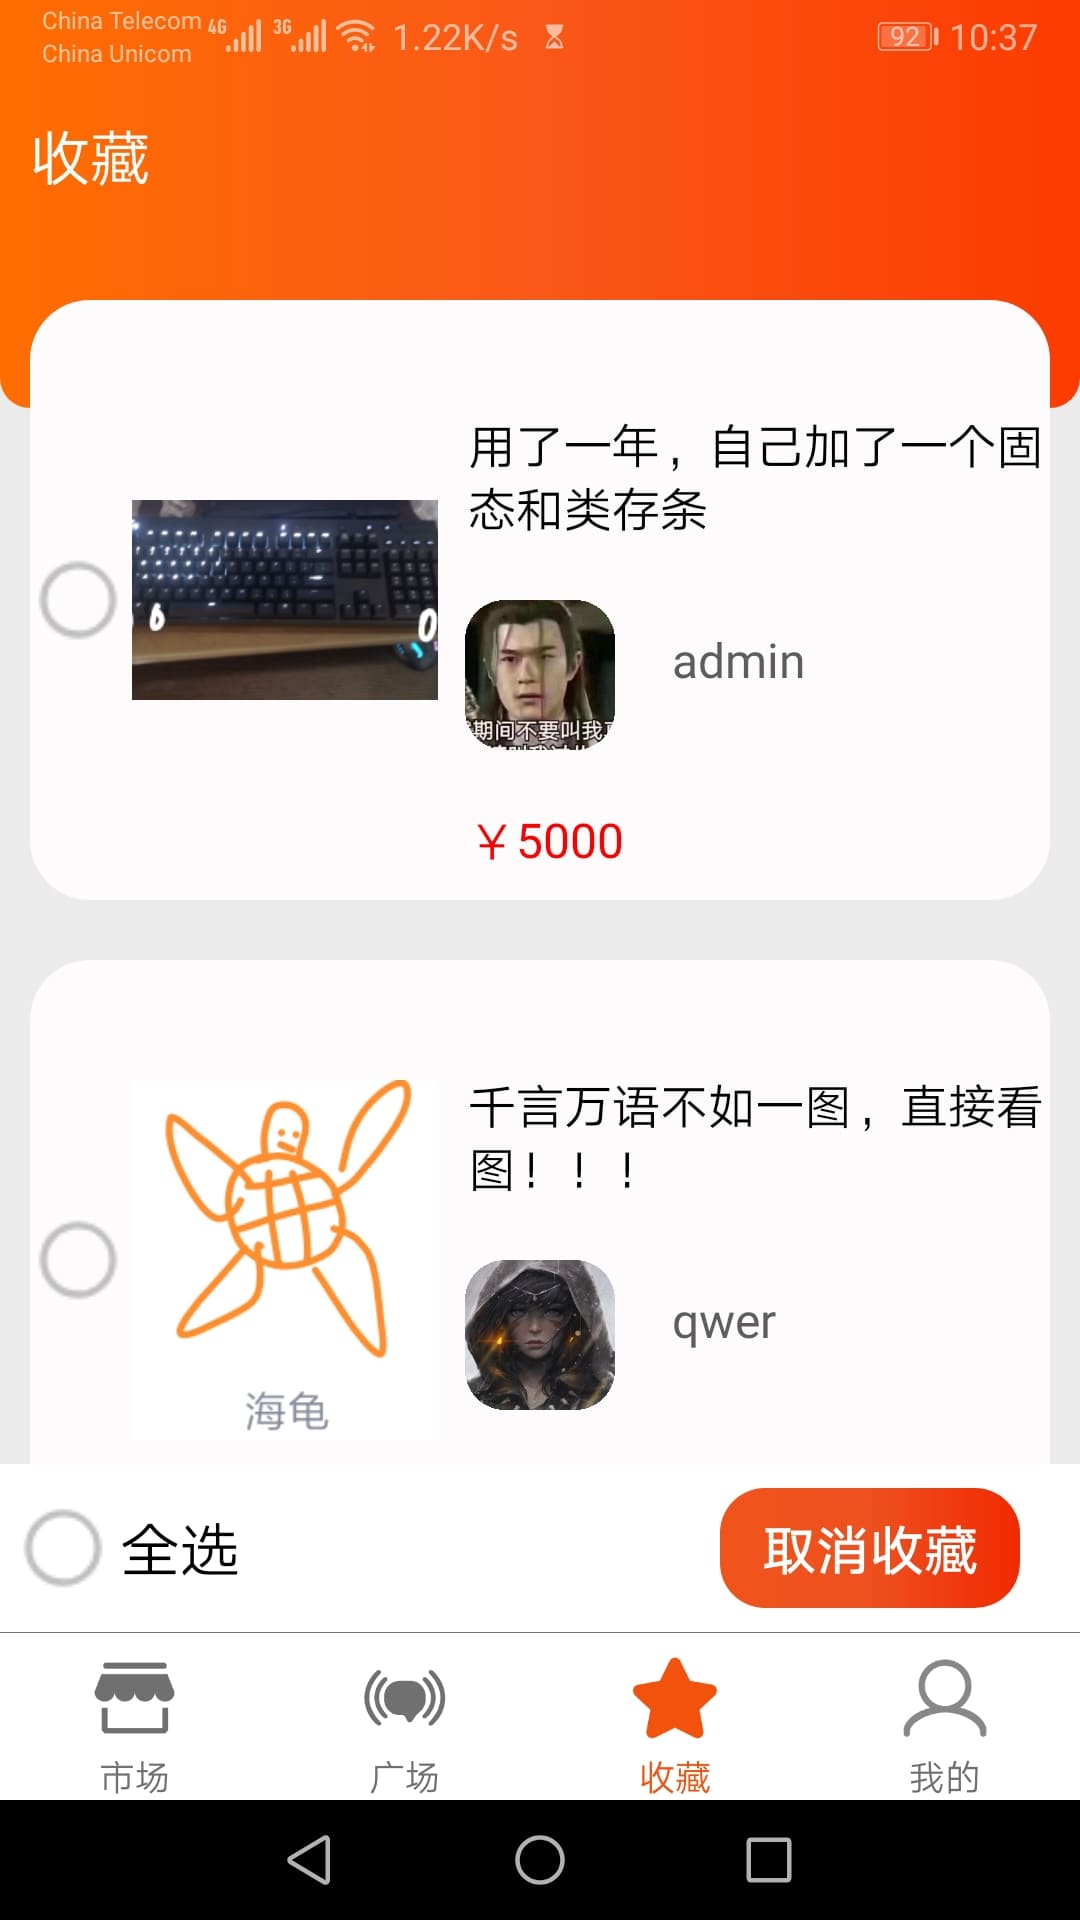 China Telecom 4G 3G 1.22K/s 92 10:37
China Unicom
收藏
用了一年，自己加了一个固
态和类存条
6
0
admin
期间不要叫我
￥5000
千言万语不如一图，直接看
图！！！
qwer
海龟
全选
取消收藏
市场
广场
收藏
我的